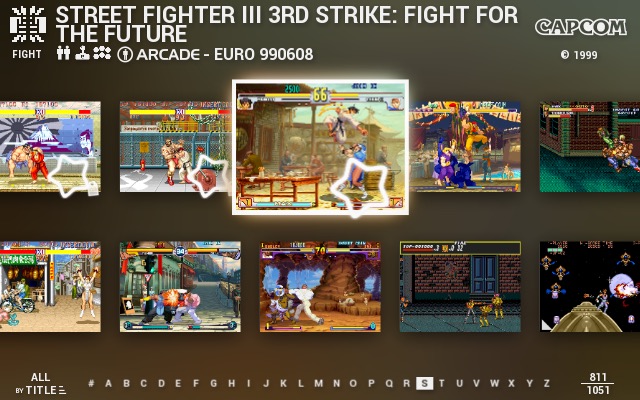 STREET FIGHTER III 3RD STRIKE: FIGHT FOR
THE FUTURE
CAPCOM
FIGHT
ARCADE - EURO 990608
© 1999
66
ALL
BY TITLE
# A B C D E F G H I J K L M N O P Q R S T U V W X Y Z
811
1051